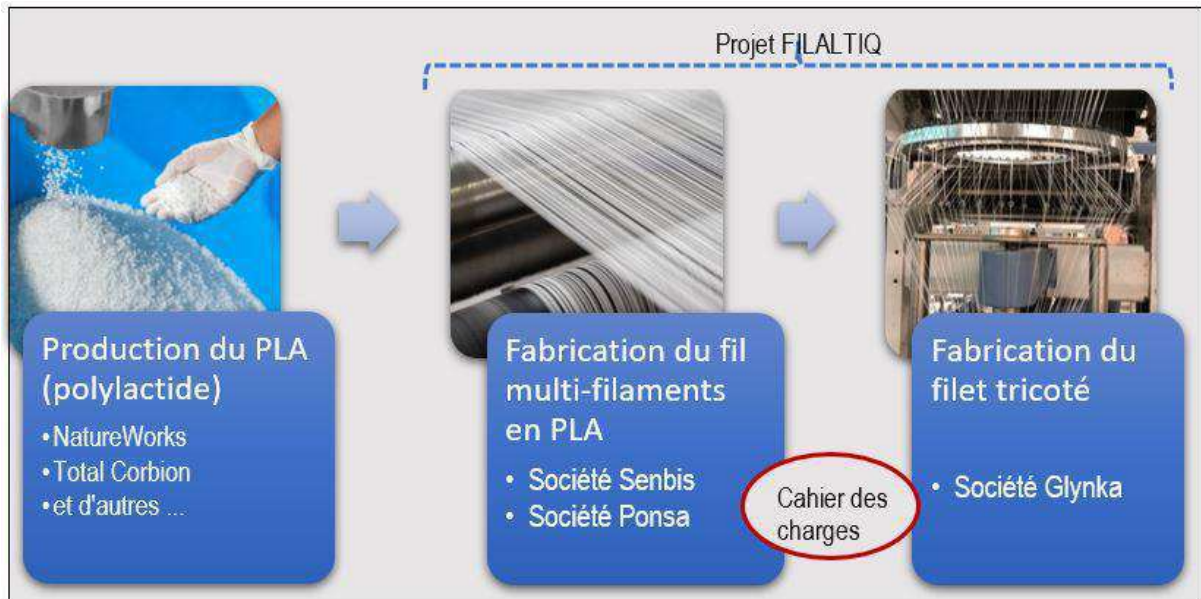 Projet FILALTIQ
Production du PLA
(polylactide)
•NatureWorks
•Total Corbion
•et d'autres ...
Fabrication du fil
multi-filaments
en PLA
• Société Senbis
• Société Ponsa
Cahier des
charges
Fabrication du
filet tricoté
• Société Glynka